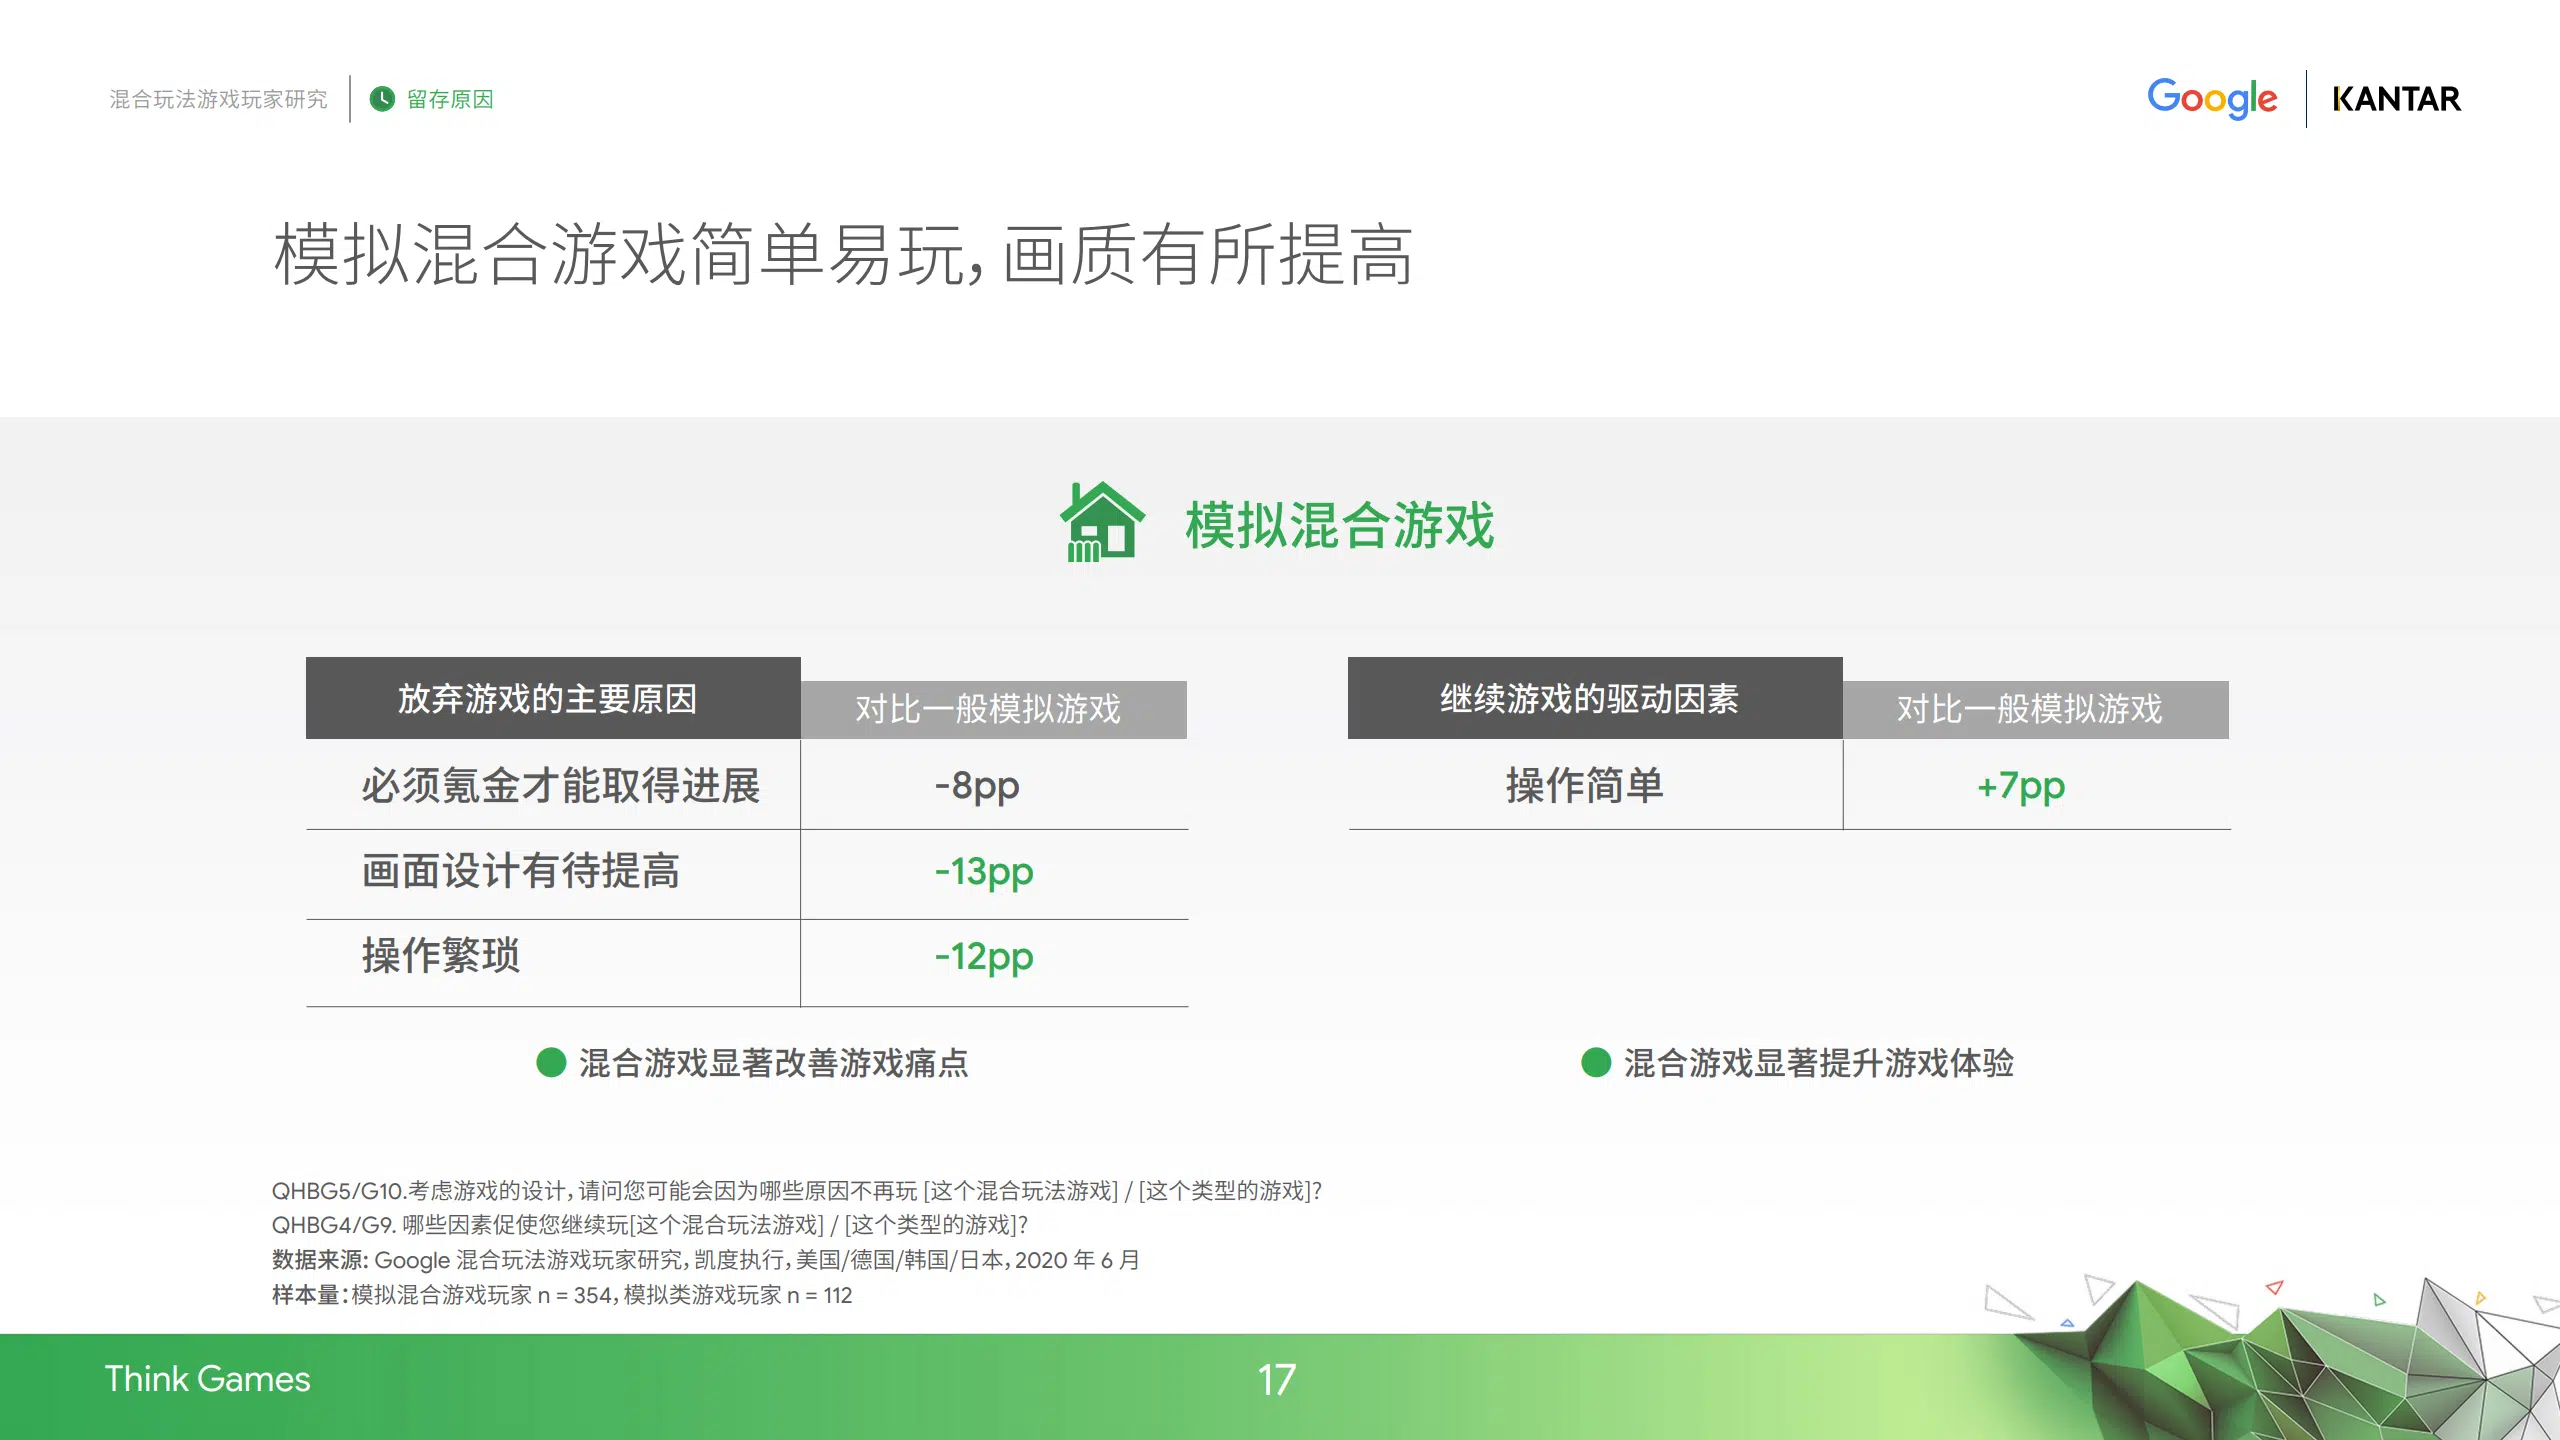 混合玩法游戏玩家研究
留存原因
Google
KANTAR
模拟混合游戏简单易玩，画质有所提高
模拟混合游戏
放弃游戏的主要原因 对比一般模拟游戏
必须氪金才能取得进展 -8pp
画面设计有待提高 -13pp
操作繁琐 -12pp
混合游戏显著改善游戏痛点
继续游戏的驱动因素 对比一般模拟游戏
操作简单 +7pp
混合游戏显著提升游戏体验
QHBG5/G10.考虑游戏的设计，请问您可能会因为哪些原因不再玩 [这个混合玩法游戏] / [这个类型的游戏]？
QHBG4/G9. 哪些因素促使您继续玩[这个混合玩法游戏] / [这个类型的游戏]？
数据来源: Google 混合玩法游戏玩家研究，凯度执行，美国/德国/韩国/日本，2020 年 6 月
样本量：模拟混合游戏玩家 n = 354，模拟类游戏玩家 n = 112
Think Games
17